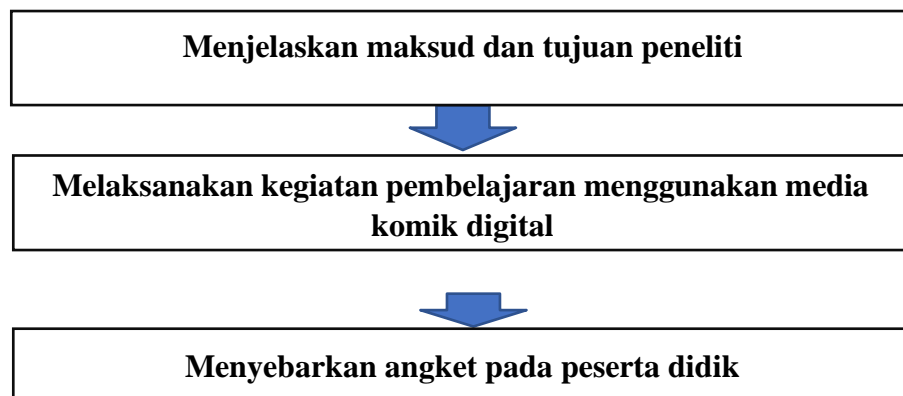 Menjelaskan maksud dan tujuan peneliti
Melaksanakan kegiatan pembelajaran menggunakan media
komik digital
Menyebarkan angket pada peserta didik